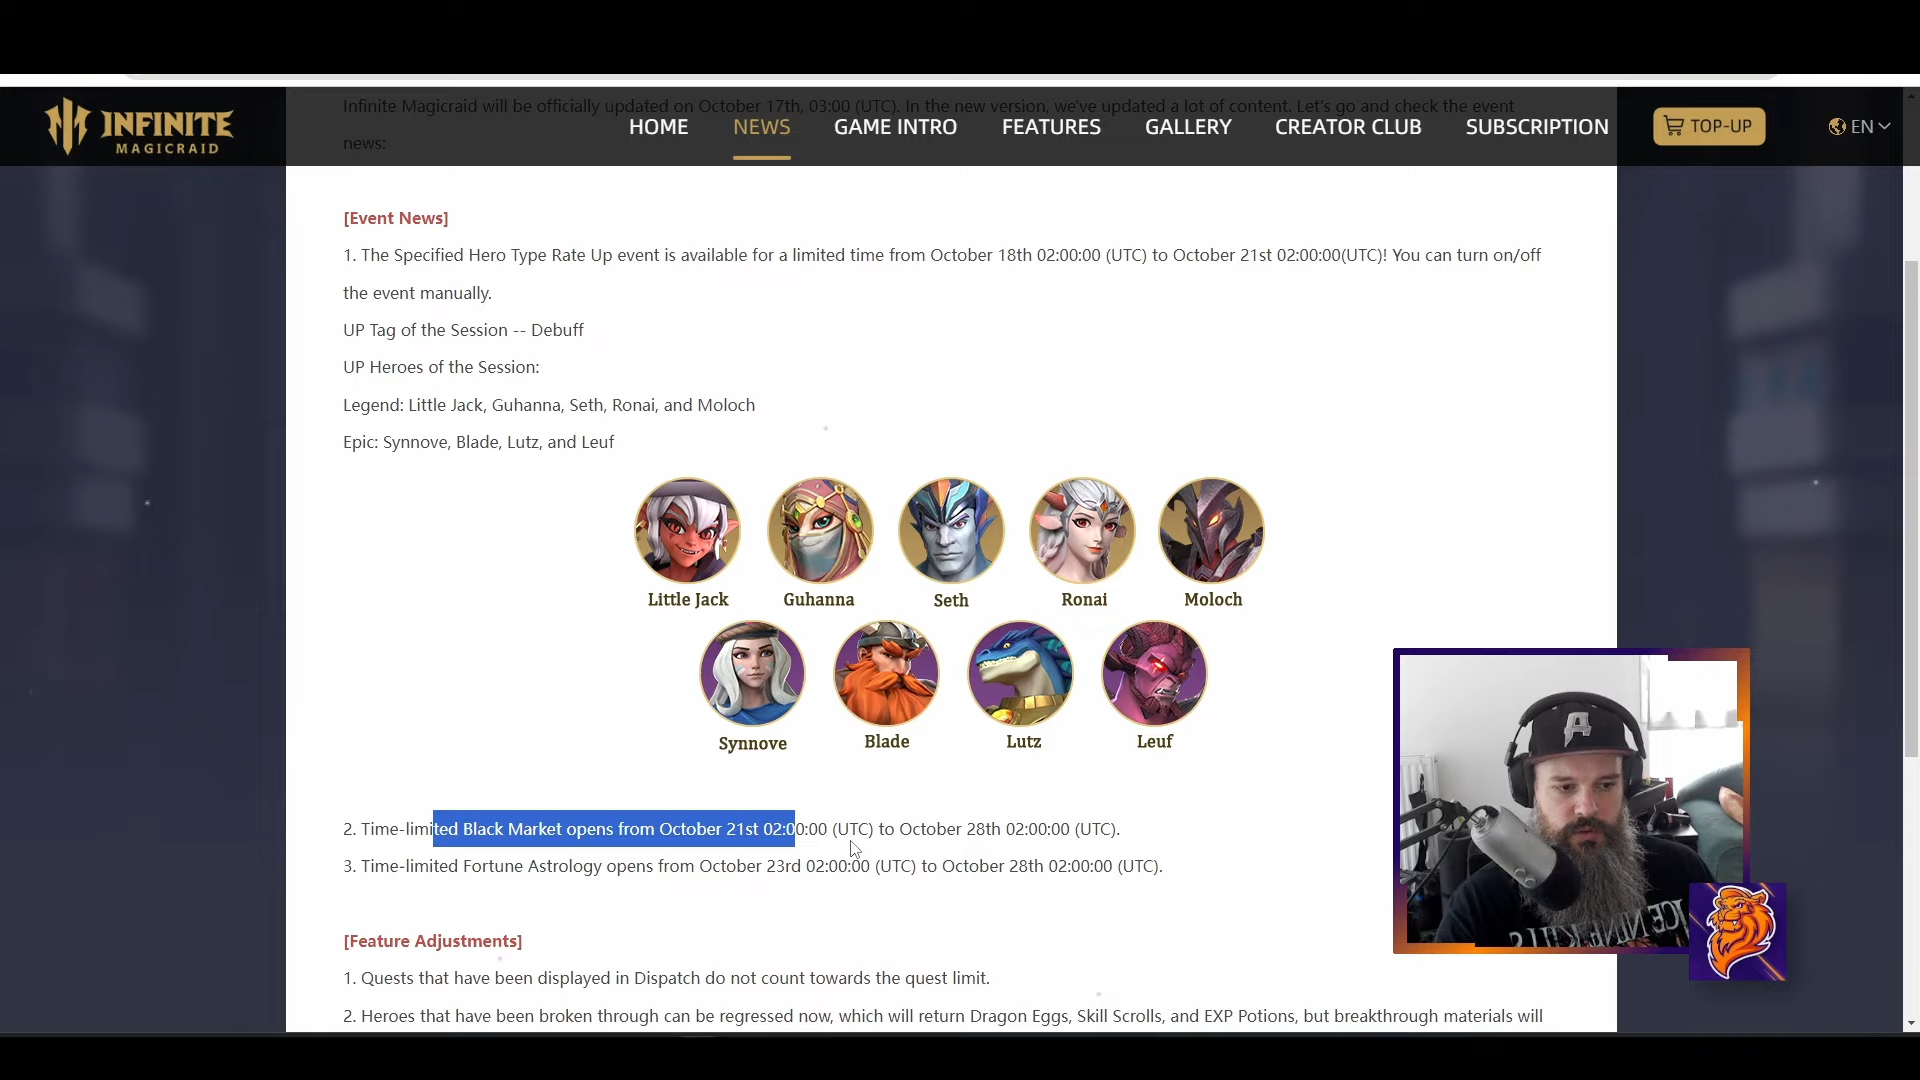 Infinite Magicraid will be officially updated on October 17th, 03:00 (UTC). In the new version, we've updated a lot of content. Let's go and check the event
news:
INFINITE
MAGICRAID
HOME
NEWS
GAME INTRO
FEATURES
GALLERY
CREATOR CLUB
SUBSCRIPTION
TOP-UP
EN
[Event News]
1. The Specified Hero Type Rate Up event is available for a limited time from October 18th 02:00:00 (UTC) to October 21st 02:00:00(UTC)! You can turn on/off
the event manually.
UP Tag of the Session -- Debuff
UP Heroes of the Session:
Legend: Little Jack, Guhanna, Seth, Ronai, and Moloch
Epic: Synnove, Blade, Lutz, and Leuf
Little Jack
Guhanna
Seth
Ronai
Moloch
Synnove
Blade
Lutz
Leuf
2. Time-limited Black Market opens from October 21st 02:00:00 (UTC) to October 28th 02:00:00 (UTC).
3. Time-limited Fortune Astrology opens from October 23rd 02:00:00 (UTC) to October 28th 02:00:00 (UTC).
[Feature Adjustments]
1. Quests that have been displayed in Dispatch do not count towards the quest limit.
2. Heroes that have been broken through can be regressed now, which will return Dragon Eggs, Skill Scrolls, and EXP Potions, but breakthrough materials will